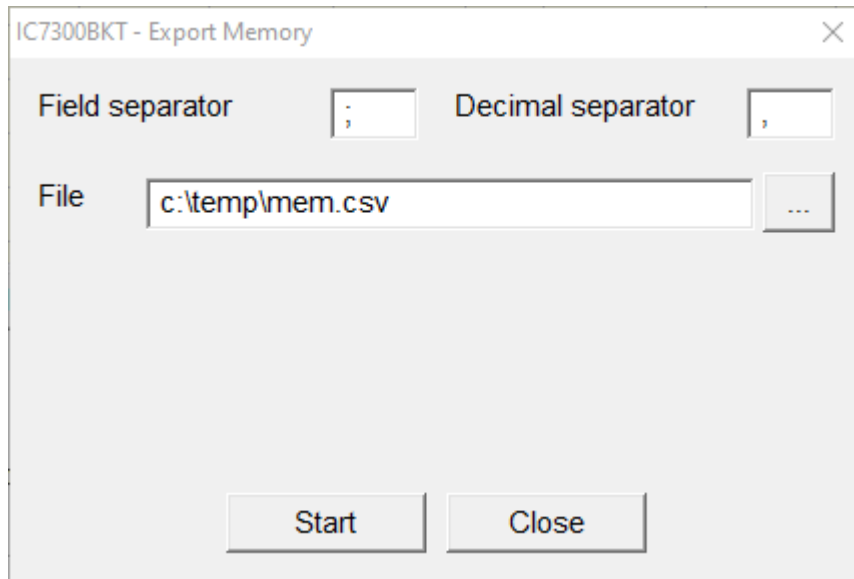 IC7300BKT - Export Memory
Field separator ; Decimal separator ,
File c:\temp\mem.csv ...
Start Close